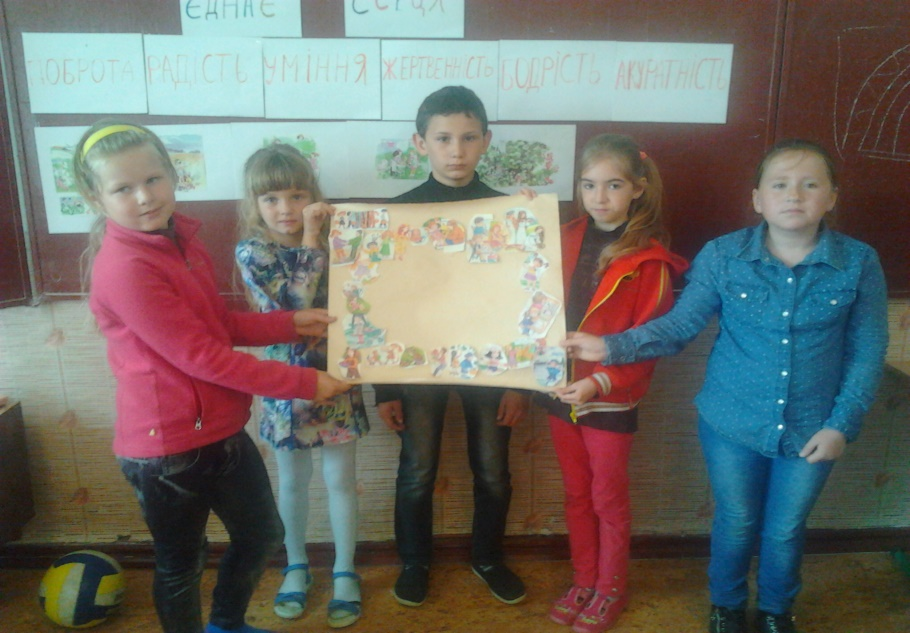 ЄДНАЄ СЕРЦЯ
ДОБРОТА РАДІСТЬ УМІННЯ ЖЕРТВЕННІСТЬ БОДРІСТЬ АКУРАТНІСТЬ